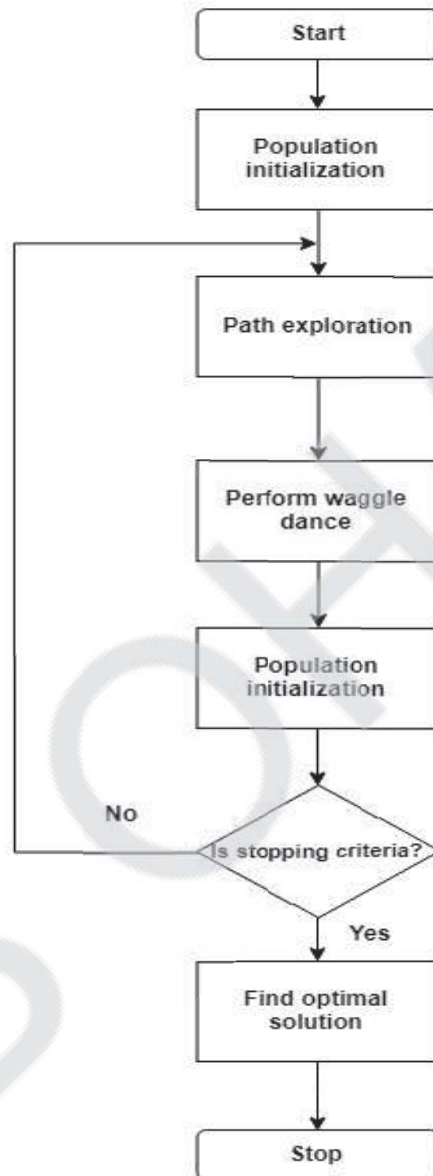 Start
Population
initialization
Path exploration
Perform waggle
dance
Population
initialization
No
Is stopping criteria?
Yes
Find optimal
solution
Stop